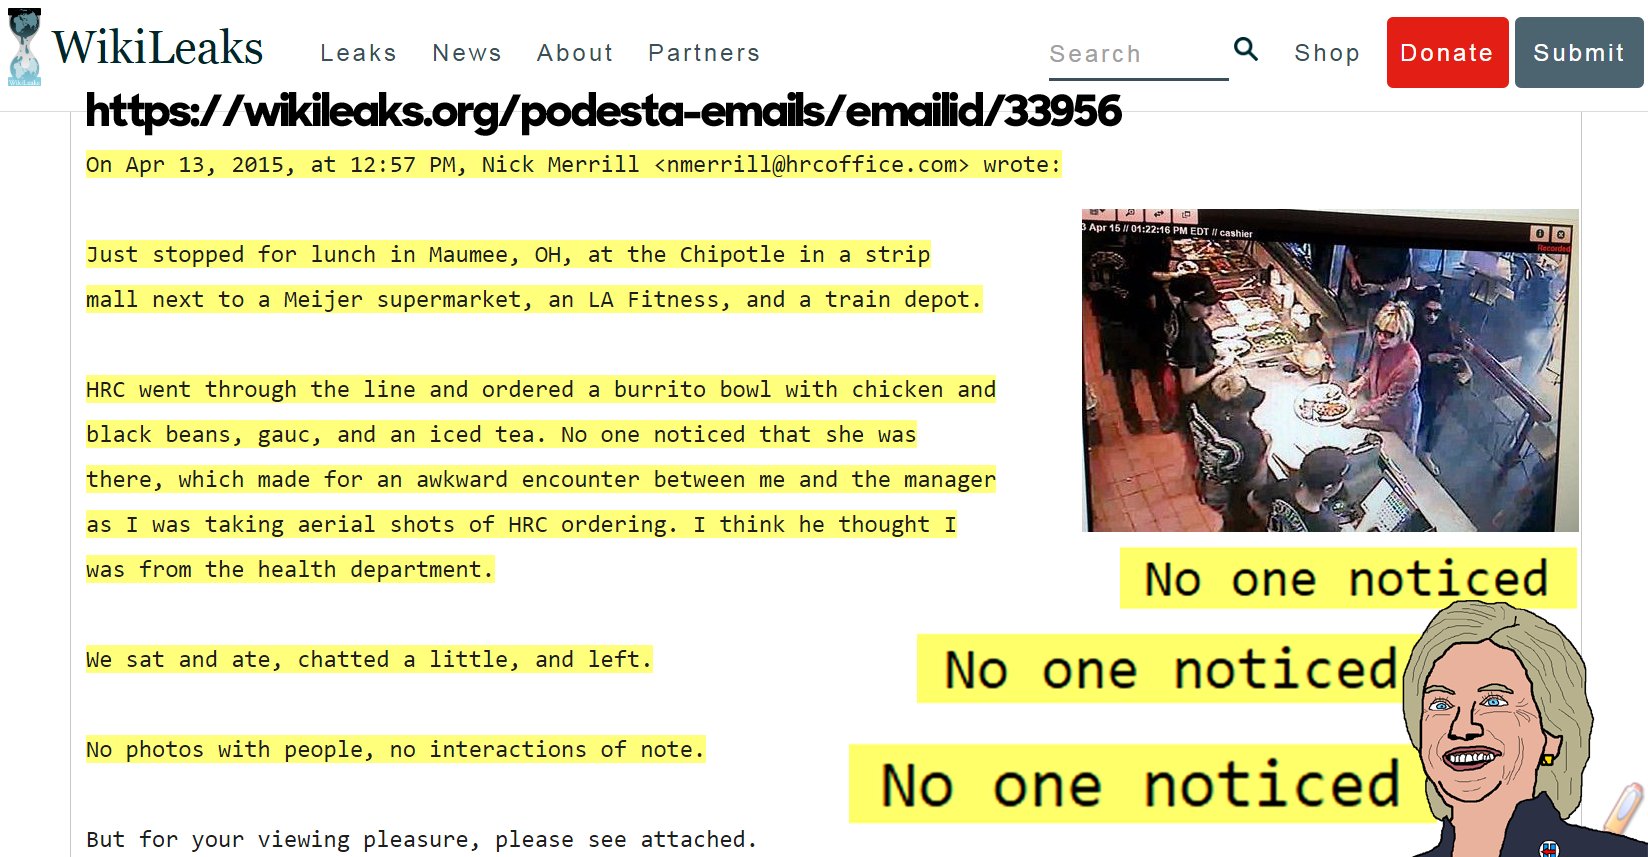 WikiLeaks
WikiLeaks
Leaks News About Partners
Search
Shop
Donate
Submit
https://wikileaks.org/podesta-emails/emailid/33956
On Apr 13, 2015, at 12:57 PM, Nick Merrill <nmerrill@hrcoffice.com> wrote:
Just stopped for lunch in Maumee, OH, at the Chipotle in a strip
mall next to a Meijer supermarket, an LA Fitness, and a train depot.
HRC went through the line and ordered a burrito bowl with chicken and
black beans, gauc, and an iced tea. No one noticed that she was
there, which made for an awkward encounter between me and the manager
as I was taking aerial shots of HRC ordering. I think he thought I
was from the health department.
We sat and ate, chatted a little, and left.
No photos with people, no interactions of note.
But for your viewing pleasure, please see attached.
3 Apr 15 // 01:22:16 PM EDT // cashier
Recorded
No one noticed
No one noticed
No one noticed